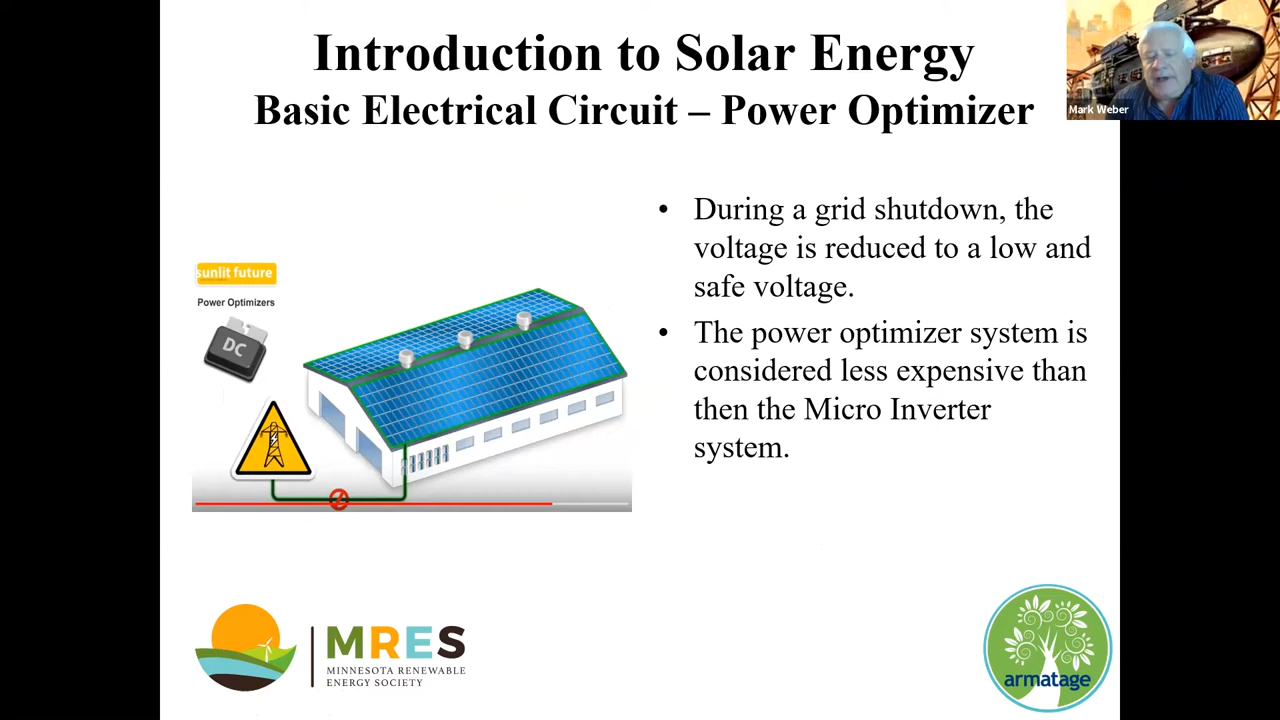 Introduction to Solar Energy
Basic Electrical Circuit – Power Optimizer
Mark Weber
• During a grid shutdown, the
voltage is reduced to a low and
safe voltage.
• The power optimizer system is
considered less expensive than
then the Micro Inverter
system.
sunlit future
Power Optimizers
DC
MRES
MINNESOTA RENEWABLE
ENERGY SOCIETY
armatage